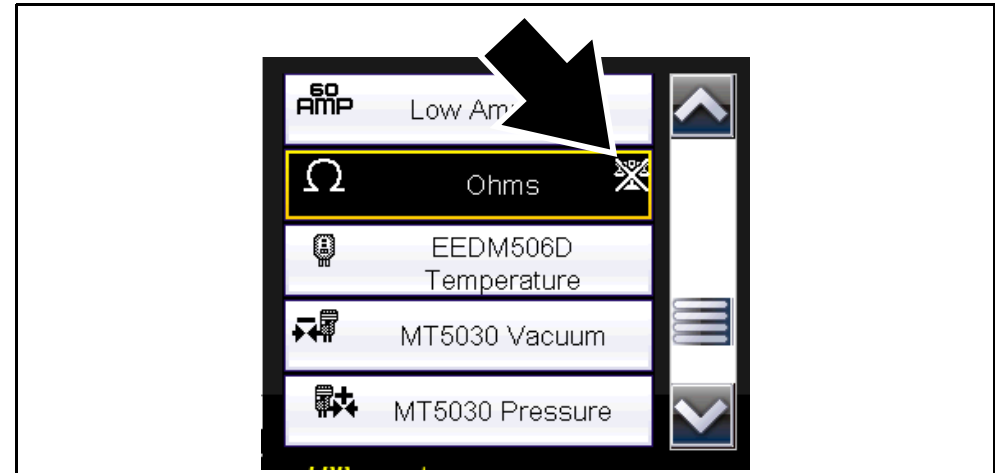 60
AMP
Low Am
Ω
Ohms
EEDM506D
Temperature
MT5030 Vacuum
MT5030 Pressure